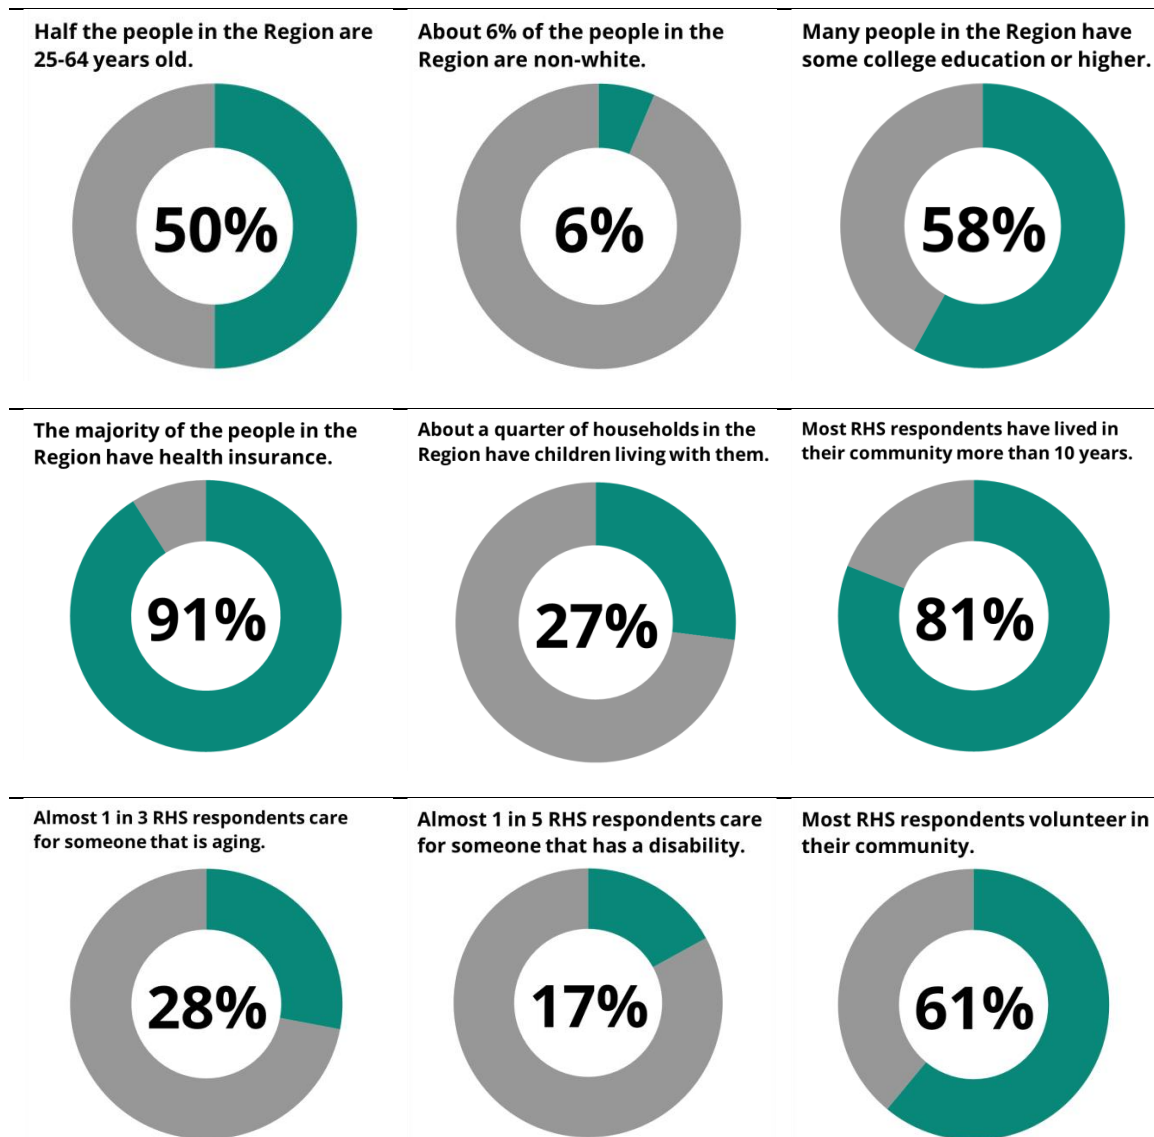 Half the people in the Region are
25-64 years old.
50%
About 6% of the people in the
Region are non-white.
6%
Many people in the Region have
some college education or higher.
58%
The majority of the people in the
Region have health insurance.
91%
About a quarter of households in the
Region have children living with them.
27%
Most RHS respondents have lived in
their community more than 10 years.
81%
Almost 1 in 3 RHS respondents care
for someone that is aging.
28%
Almost 1 in 5 RHS respondents care
for someone that has a disability.
17%
Most RHS respondents volunteer in
their community.
61%